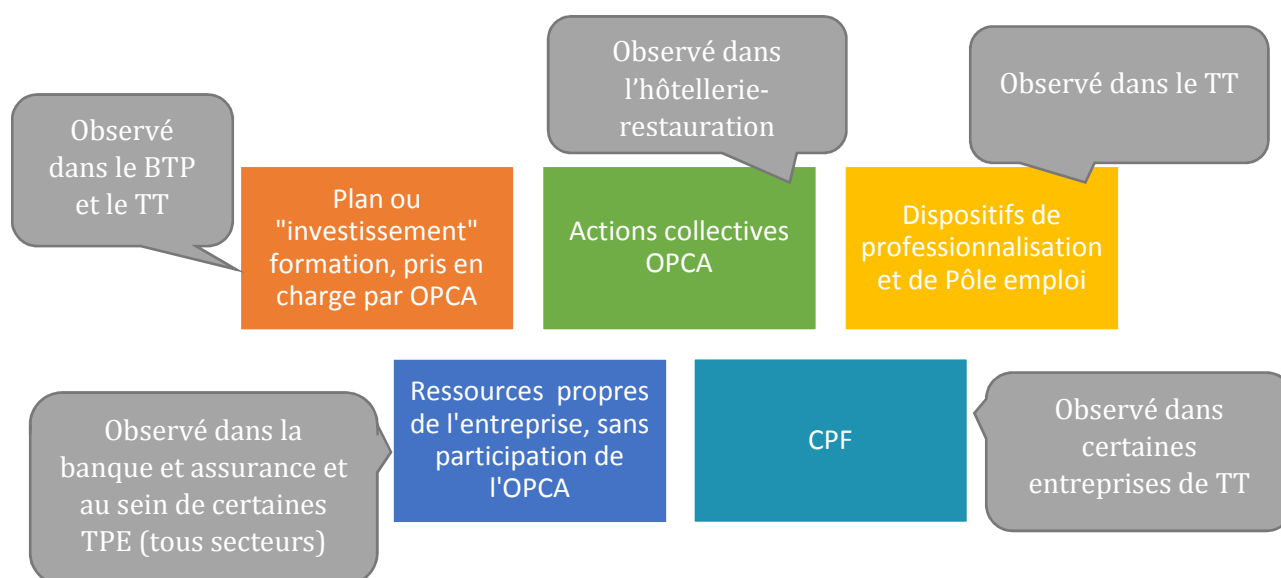 Observé
dans le BTP
et le TT
Observé dans
l’hôtellerie-
restauration
Observé dans le TT
Plan ou
"investissement"
formation, pris en
charge par OPCA
Actions collectives
OPCA
Dispositifs de
professionnalisation
et de Pôle emploi
Observé dans la
banque et assurance et
au sein de certaines
TPE (tous secteurs)
Ressources propres
de l'entreprise, sans
participation de
l'OPCA
CPF
Observé dans
certaines
entreprises de TT